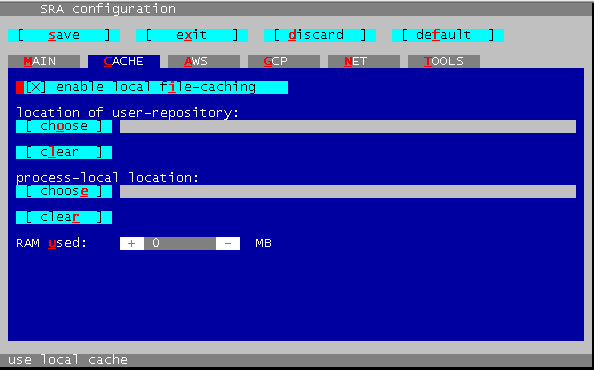 SRA configuration
[ save ] [ exit ] [ discard ] [ default ]
MAIN CACHE AWS GCP NET TOOLS
[X] enable local file-caching
location of user-repository:
[ choose ]
[ clear ]
process-local location:
[ choose ]
[ clear ]
RAM used: + 0 - MB
use local cache